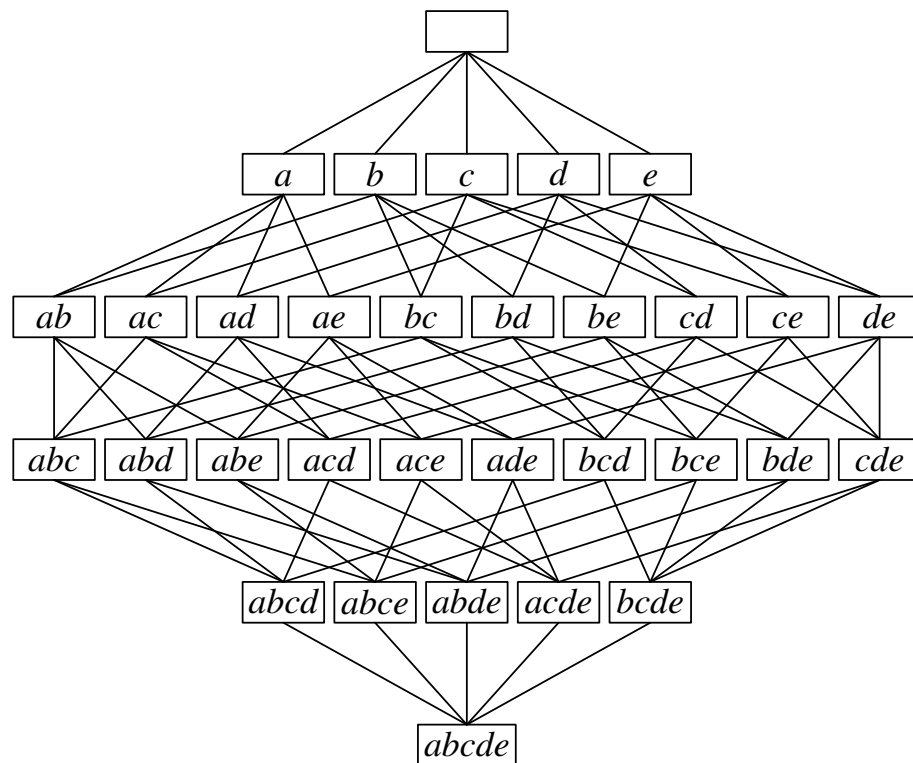 a b c d e
ab ac ad ae bc bd be cd ce de
abc abd abe acd ace ade bcd bce bde cde
abcd abce abde acde bcde
abcde